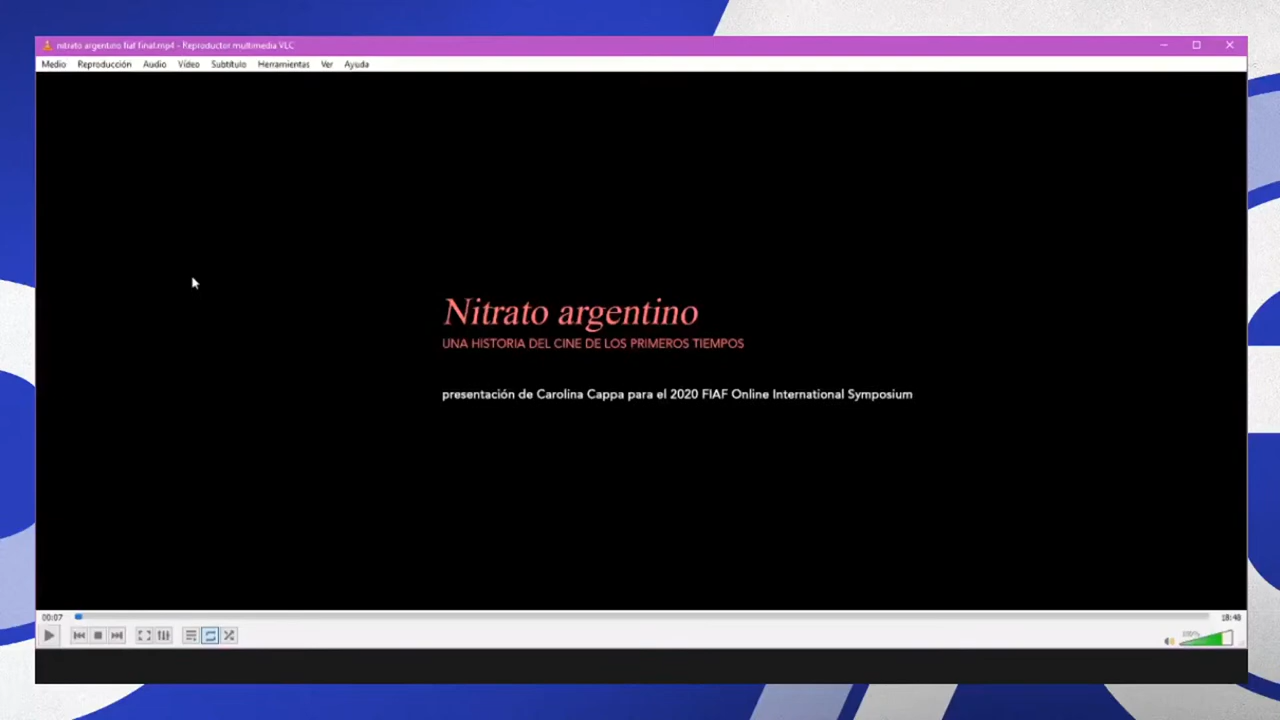 nitrato argentino fiaf final.mp4 - Reproductor multimedia VLC
Medio Reproducción Audio Vídeo Subtítulo Herramientas Ver Ayuda
Nitrato argentino
UNA HISTORIA DEL CINE DE LOS PRIMEROS TIEMPOS
presentación de Carolina Cappa para el 2020 FIAF Online International Symposium
00:07 18:48
100%